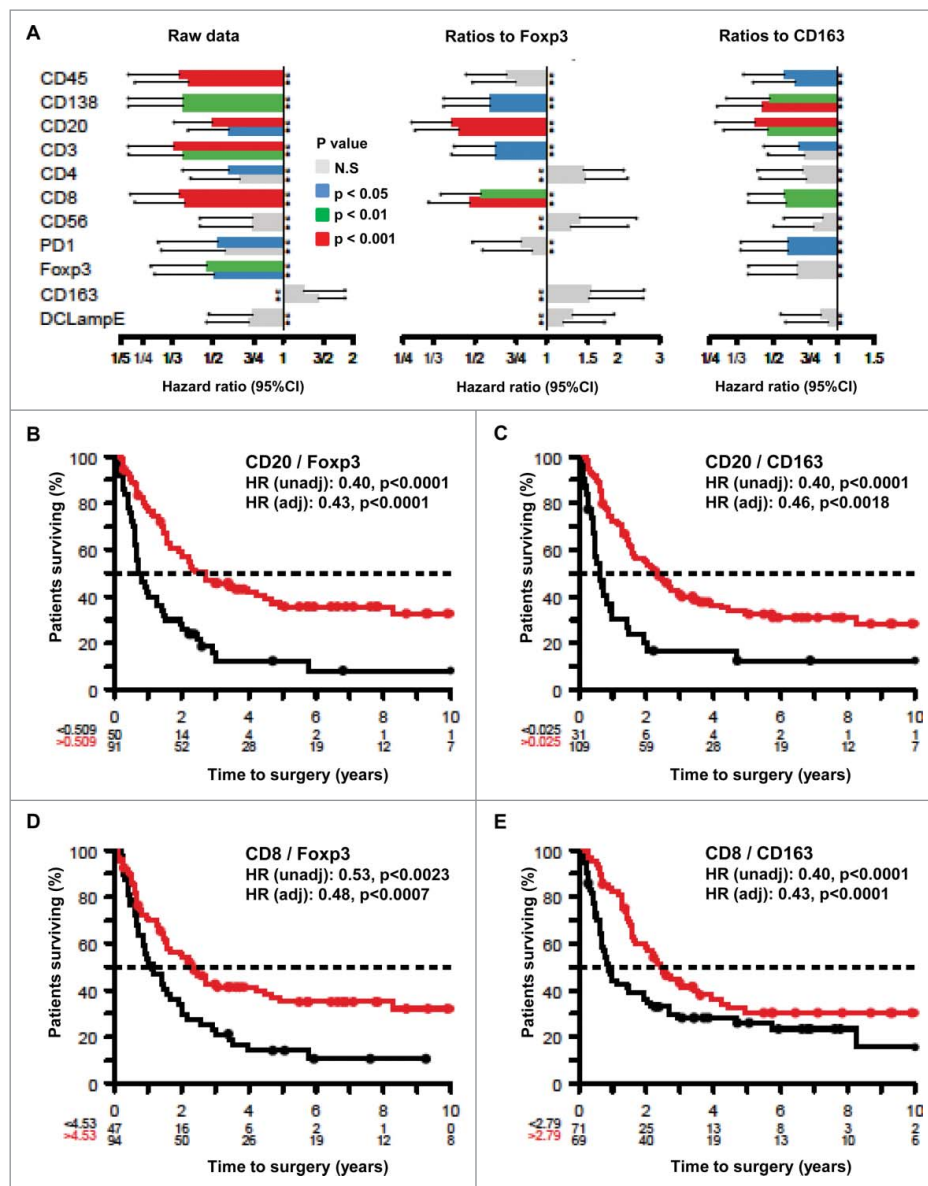 A
Raw data
Ratios to Foxp3
Ratios to CD163
CD45
CD138
CD20
CD3
CD4
CD8
CD56
PD1
Foxp3
CD163
DCLampE
P value
N.S
p < 0.05
p < 0.01
p < 0.001
1/5 1/4 1/3 1/2 3/4 1 3/2 2
1/4 1/3 1/2 3/4 1 1.5 2 3
1/4 1/3 1/2 3/4 1 1.5
Hazard ratio (95%CI)
Hazard ratio (95%CI)
Hazard ratio (95%CI)
B
CD20 / Foxp3
HR (unadj): 0.40, p<0.0001
HR (adj): 0.43, p<0.0001
Patients surviving (%)
100
80
60
40
20
0
0 2 4 6 8 10
<0.509 50 14 4 2 1 1
>0.509 91 52 28 19 12 7
Time to surgery (years)
C
CD20 / CD163
HR (unadj): 0.40, p<0.0001
HR (adj): 0.46, p<0.0018
Patients surviving (%)
100
80
60
40
20
0
0 2 4 6 8 10
<0.025 31 6 4 2 1 1
>0.025 109 59 28 19 12 7
Time to surgery (years)
D
CD8 / Foxp3
HR (unadj): 0.53, p<0.0023
HR (adj): 0.48, p<0.0007
Patients surviving (%)
100
80
60
40
20
0
0 2 4 6 8 10
<4.53 47 16 6 2 1 0
>4.53 94 50 26 19 12 8
Time to surgery (years)
E
CD8 / CD163
HR (unadj): 0.40, p<0.0001
HR (adj): 0.43, p<0.0001
Patients surviving (%)
100
80
60
40
20
0
0 2 4 6 8 10
<2.79 71 25 13 8 3 2
>2.79 69 40 19 13 10 6
Time to surgery (years)